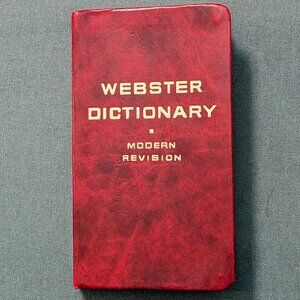 WEBSTER
DICTIONARY
MODERN
REVISION